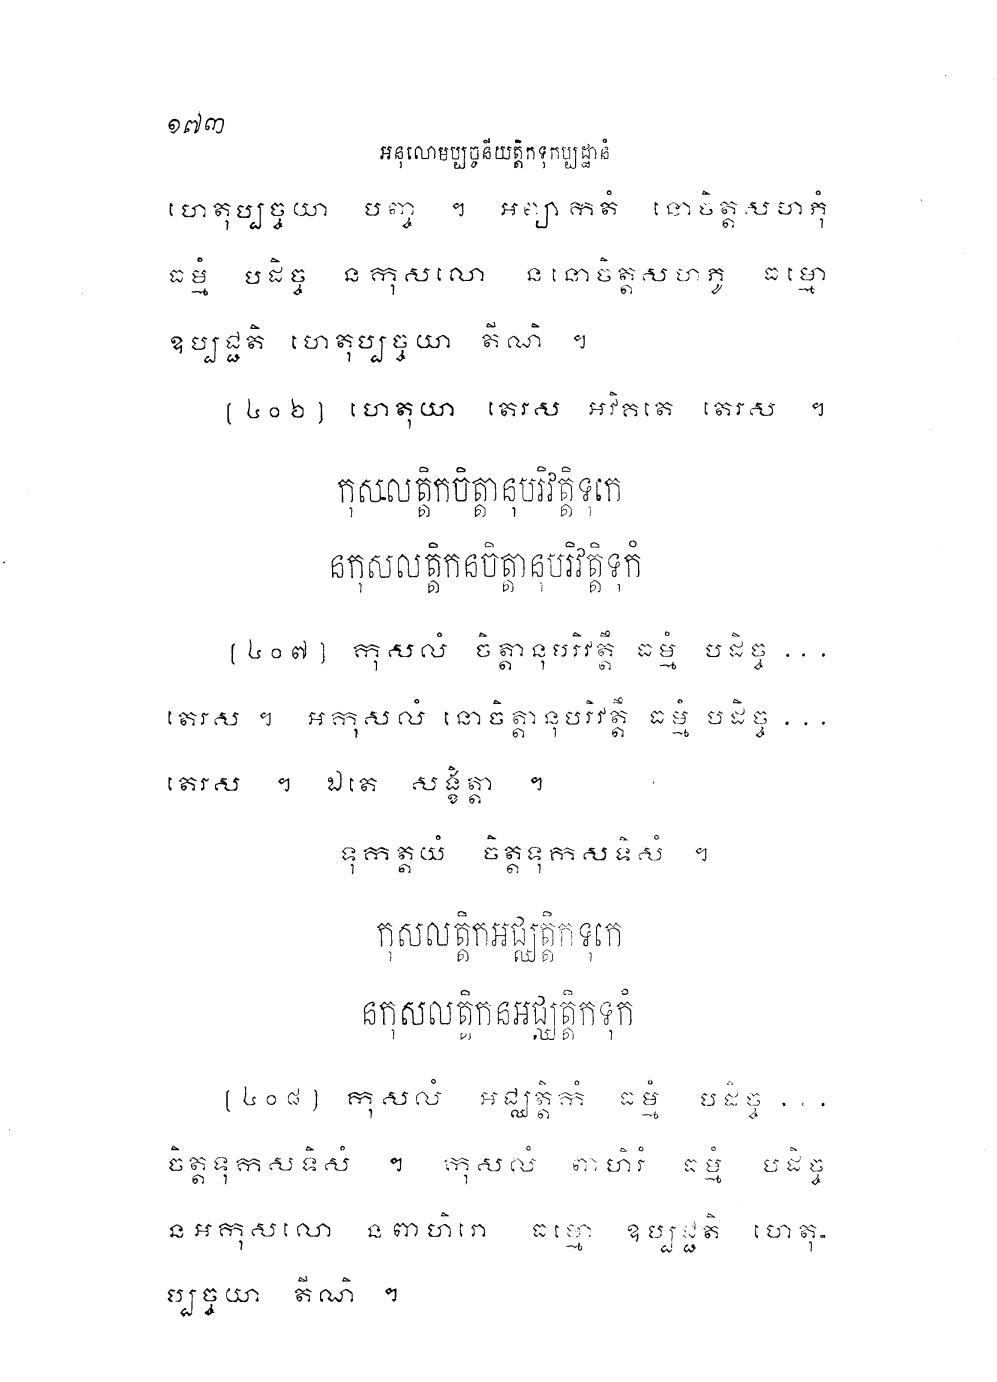 ១៧៣
អនុលោមប្បច្ចនីយត្តិកទុកប្បដ្ឋានំ
ហេតុប្បច្ចយា បញ្ច ។ អព្យាកតំ នោចិត្តសហភុំ
ធម្មំ បដិច្ច នកុសលោ ននោចិត្តសហភូ ធម្មោ
ឧប្បជ្ជតិ ហេតុប្បច្ចយា តីណិ ។
(៤០៦) ហេតុយា តេរស អវិគតេ តេរស ។
កុសលត្តិកចិត្តានុបរិវត្តិទុកេ
នកុសលត្តិកនចិត្តានុបរិវត្តិទុកំ
(៤០៧) កុសលំ ចិត្តានុបរិវត្តឹ ធម្មំ បដិច្ច ...
តេរស ។ អកុសលំ នោចិត្តានុបរិវត្តឹ ធម្មំ បដិច្ច ...
តេរស ។ ឯតេ សង្ខិត្តា ។
ទុកត្តយំ ចិត្តទុកសទិសំ ។
កុសលត្តិកអជ្ឈត្តិកទុកេ
នកុសលត្តិកនអជ្ឈត្តិកទុកំ
(៤០៨) កុសលំ អជ្ឈត្តិកំ ធម្មំ បដិច្ច ...
ចិត្តទុកសទិសំ ។ កុសលំ ពាហិរំ ធម្មំ បដិច្ច
នអកុសលោ នពាហិរោ ធម្មោ ឧប្បជ្ជតិ ហេតុ-
ប្បច្ចយា តីណិ ។